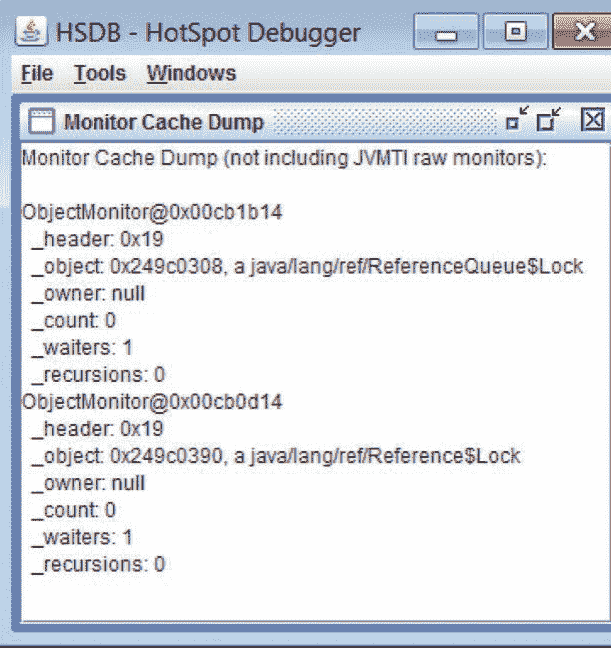 HSDB - HotSpot Debugger
File Tools Windows
Monitor Cache Dump
Monitor Cache Dump (not including JVMTI raw monitors):
ObjectMonitor@0x00cb1b14
_header: 0x19
_object: 0x249c0308, a java/lang/ref/ReferenceQueue$Lock
_owner: null
_count: 0
_waiters: 1
_recursions: 0
ObjectMonitor@0x00cb0d14
_header: 0x19
_object: 0x249c0390, a java/lang/ref/Reference$Lock
_owner: null
_count: 0
_waiters: 1
_recursions: 0